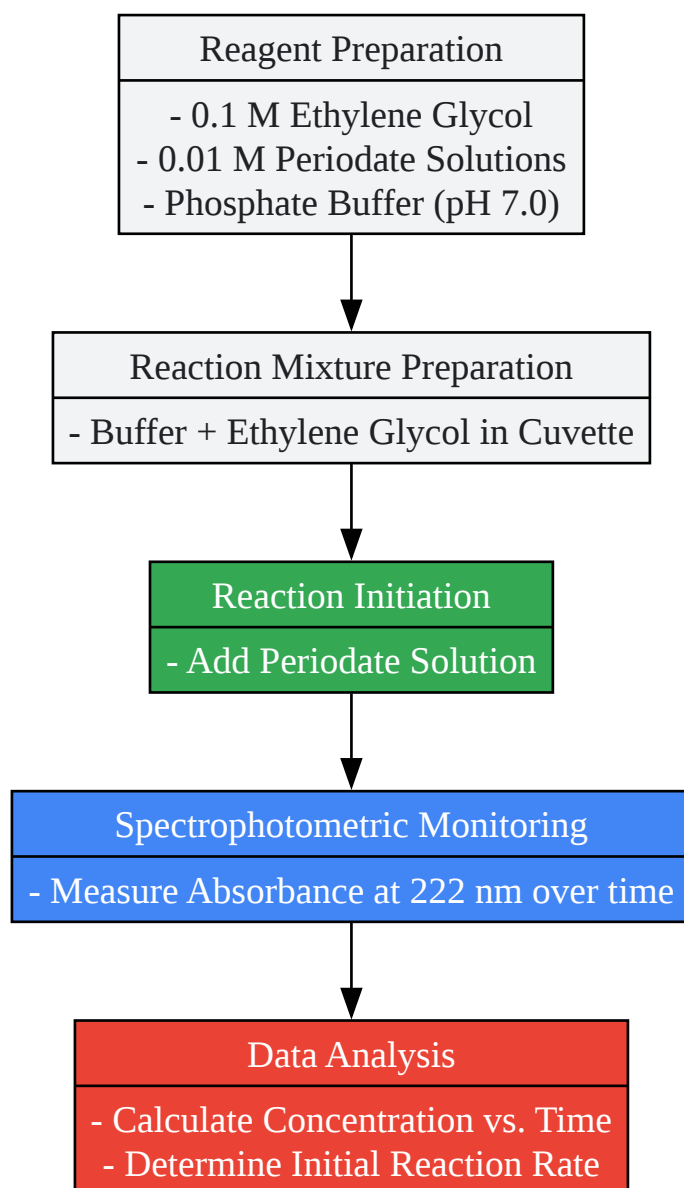 Reagent Preparation
- 0.1 M Ethylene Glycol
- 0.01 M Periodate Solutions
- Phosphate Buffer (pH 7.0)
Reaction Mixture Preparation
- Buffer + Ethylene Glycol in Cuvette
Reaction Initiation
- Add Periodate Solution
Spectrophotometric Monitoring
- Measure Absorbance at 222 nm over time
Data Analysis
- Calculate Concentration vs. Time
- Determine Initial Reaction Rate